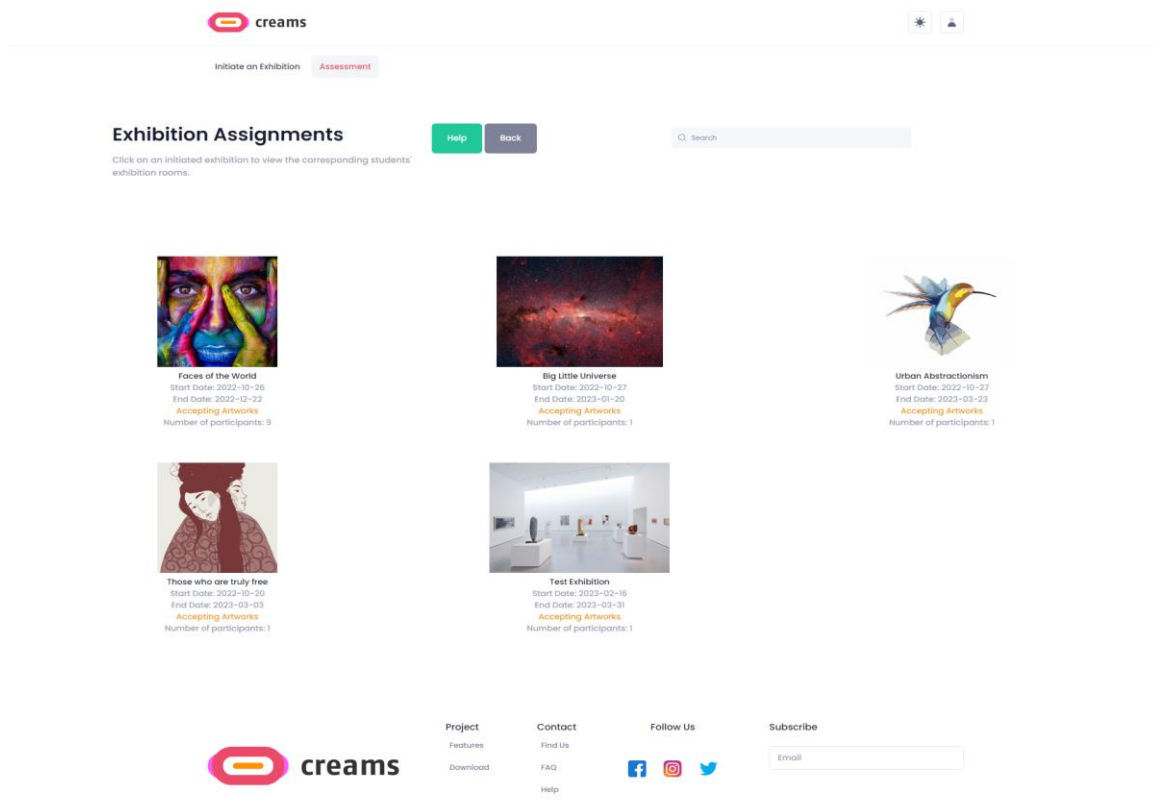 creams
Initiate an Exhibition
Assessment
Exhibition Assignments
Help
Back
Search
Click on an initiated exhibition to view the corresponding students'
exhibition rooms.
Faces of the World
Start Date: 2022-10-26
End Date: 2022-12-22
Accepting Artworks
Number of participants: 9
Big Little Universe
Start Date: 2022-10-27
End Date: 2023-01-20
Accepting Artworks
Number of participants: 1
Urban Abstractionism
Start Date: 2022-10-27
End Date: 2023-03-23
Accepting Artworks
Number of participants: 1
Those who are truly free
Start Date: 2022-10-20
End Date: 2023-03-03
Accepting Artworks
Number of participants: 1
Test Exhibition
Start Date: 2023-02-16
End Date: 2023-03-31
Accepting Artworks
Number of participants: 1
creams
Project
Features
Download
Contact
Find Us
FAQ
Help
Follow Us
Subscribe
Email